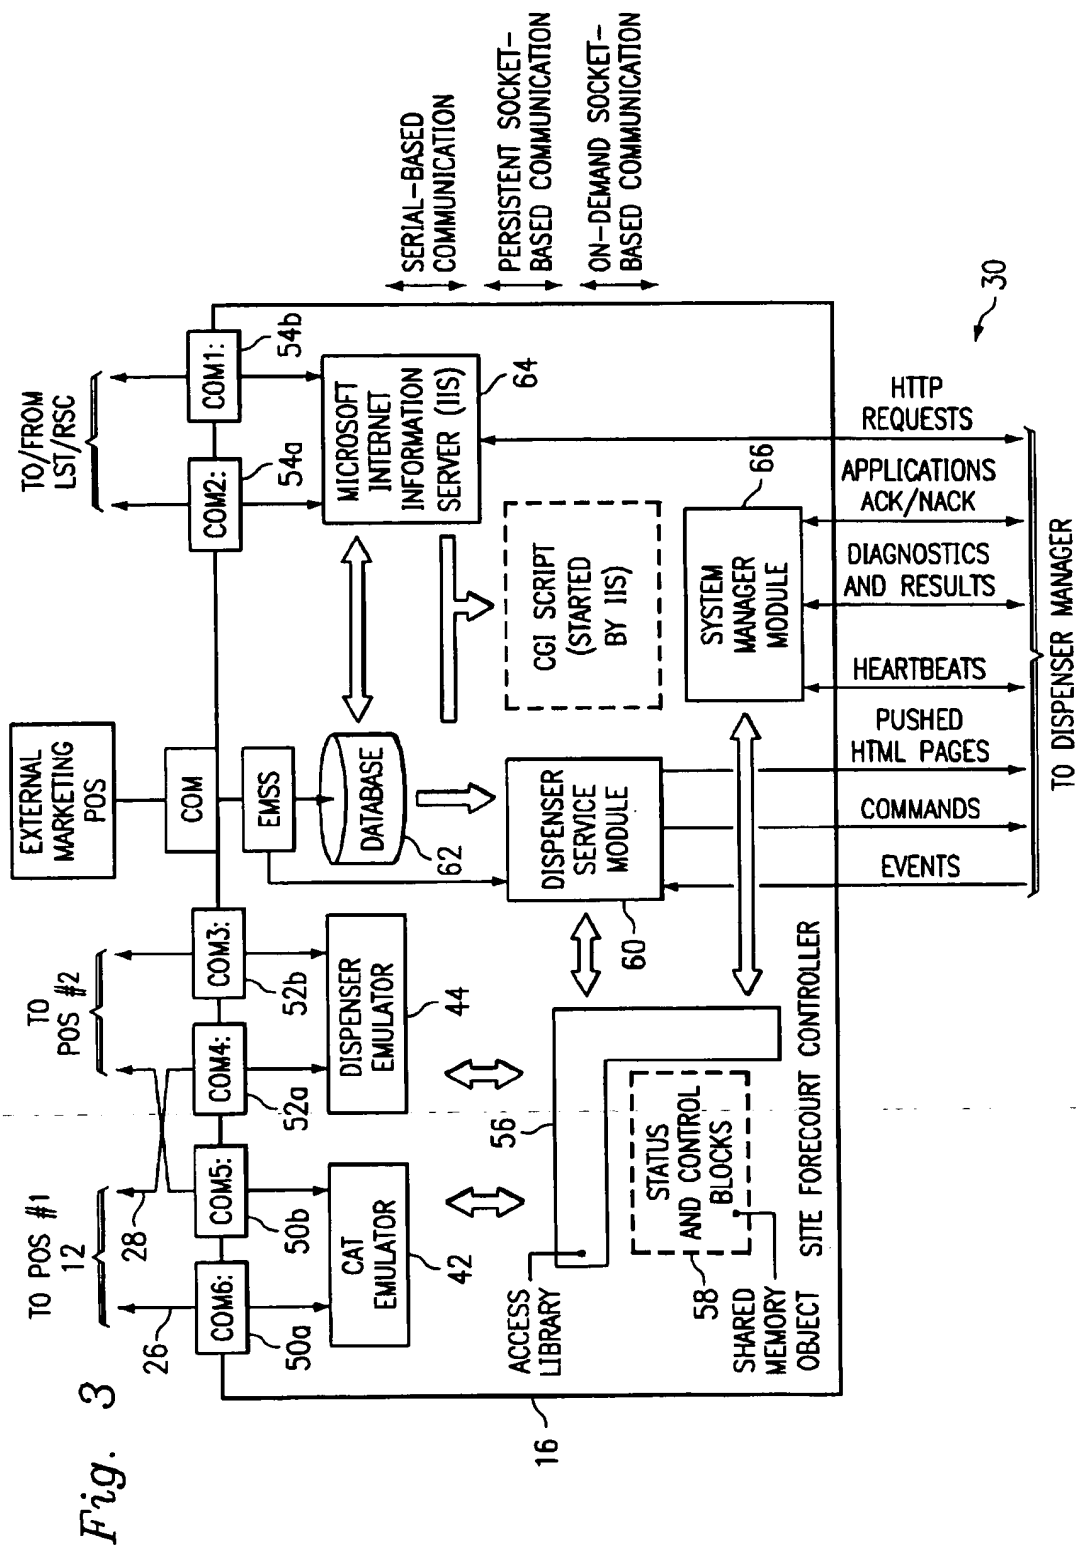 Fig. 3
TO POS #1
12
TO
POS #2
EXTERNAL
MARKETING
POS
TO/FROM
LST/RSC
26
28
COM6:
COM5:
COM4:
COM3:
COM
COM2:
COM1:
50a
50b
52a
52b
54a
54b
EMSS
CAT
EMULATOR
42
DISPENSER
EMULATOR
44
DATABASE
62
MICROSOFT
INTERNET
INFORMATION
SERVER (IIS)
64
SERIAL-BASED
COMMUNICATION
PERSISTENT SOCKET-
BASED COMMUNICATION
ON-DEMAND SOCKET-
BASED COMMUNICATION
16
ACCESS
LIBRARY
56
DISPENSER
SERVICE
MODULE
60
CGI SCRIPT
(STARTED
BY IIS)
STATUS
AND CONTROL
BLOCKS
58
SHARED
MEMORY
OBJECT
SYSTEM
MANAGER
MODULE
66
SITE FORECOURT CONTROLLER
EVENTS
COMMANDS
PUSHED
HTML PAGES
HEARTBEATS
DIAGNOSTICS
AND RESULTS
APPLICATIONS
ACK/NACK
HTTP
REQUESTS
30
TO DISPENSER MANAGER